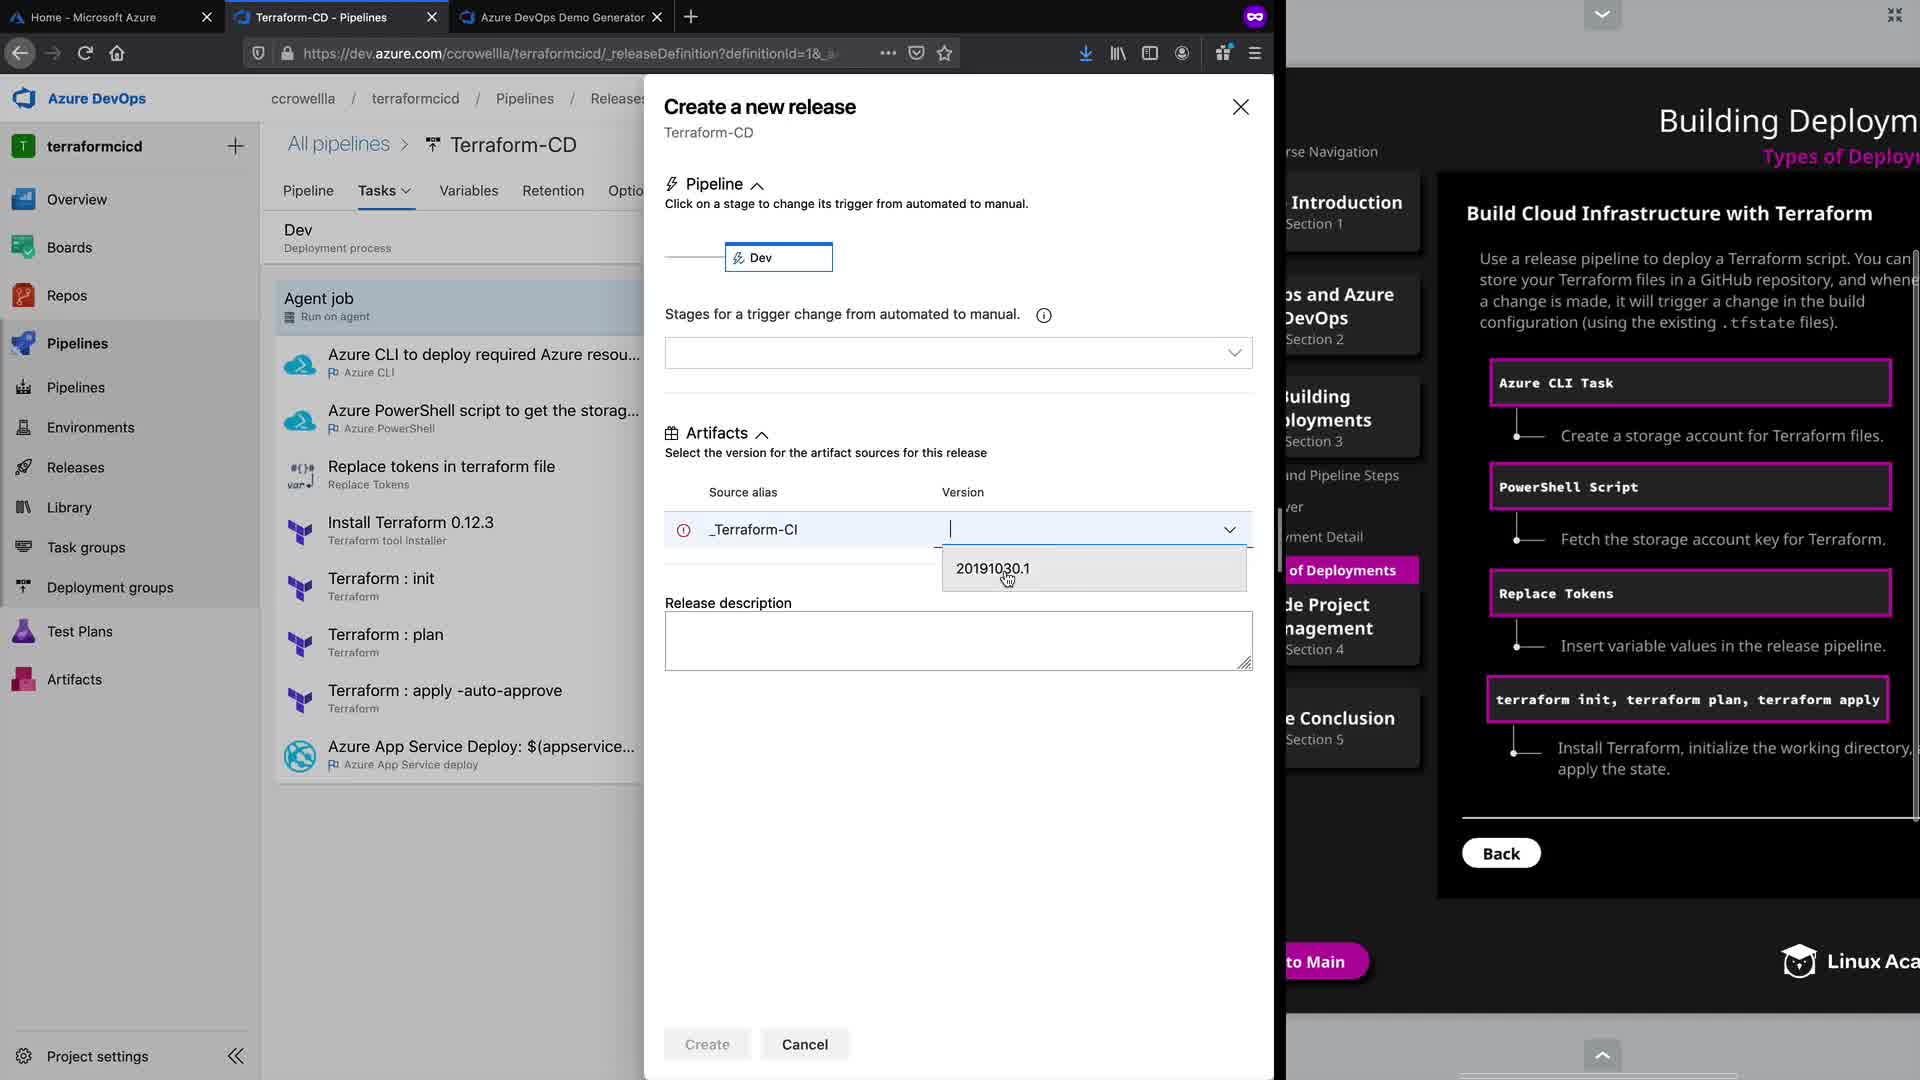 Home - Microsoft Azure
Terraform-CD - Pipelines
Azure DevOps Demo Generator
https://dev.azure.com/ccrowellla/terraformcicd/_releaseDefinition?definitionId=1&_a
Azure DevOps
ccrowellla / terraformcicd / Pipelines / Releases
T terraformcicd
Overview
Boards
Repos
Pipelines
Pipelines
Environments
Releases
Library
Task groups
Deployment groups
Test Plans
Artifacts
Project settings
All pipelines > Terraform-CD
Pipeline Tasks Variables Retention Optio
Dev
Deployment process
Agent job
Run on agent
Azure CLI to deploy required Azure resou...
Azure CLI
Azure PowerShell script to get the storag...
Azure PowerShell
Replace tokens in terraform file
Replace Tokens
Install Terraform 0.12.3
Terraform tool installer
Terraform : init
Terraform
Terraform : plan
Terraform
Terraform : apply -auto-approve
Terraform
Azure App Service Deploy: $(appservice...
Azure App Service deploy
Create a new release
Terraform-CD
Pipeline
Click on a stage to change its trigger from automated to manual.
Dev
Stages for a trigger change from automated to manual.
Artifacts
Select the version for the artifact sources for this release
Source alias Version
_Terraform-CI
20191030.1
Release description
Create Cancel
Building Deploym
Types of Deploy
rse Navigation
Introduction
Section 1
ps and Azure
DevOps
Section 2
Building
ployments
Section 3
and Pipeline Steps
ver
yment Detail
of Deployments
de Project
nagement
Section 4
e Conclusion
Section 5
to Main
Build Cloud Infrastructure with Terraform
Use a release pipeline to deploy a Terraform script. You can
store your Terraform files in a GitHub repository, and whene
a change is made, it will trigger a change in the build
configuration (using the existing .tfstate files).
Azure CLI Task
Create a storage account for Terraform files.
PowerShell Script
Fetch the storage account key for Terraform.
Replace Tokens
Insert variable values in the release pipeline.
terraform init, terraform plan, terraform apply
Install Terraform, initialize the working directory,
apply the state.
Back
Linux Aca